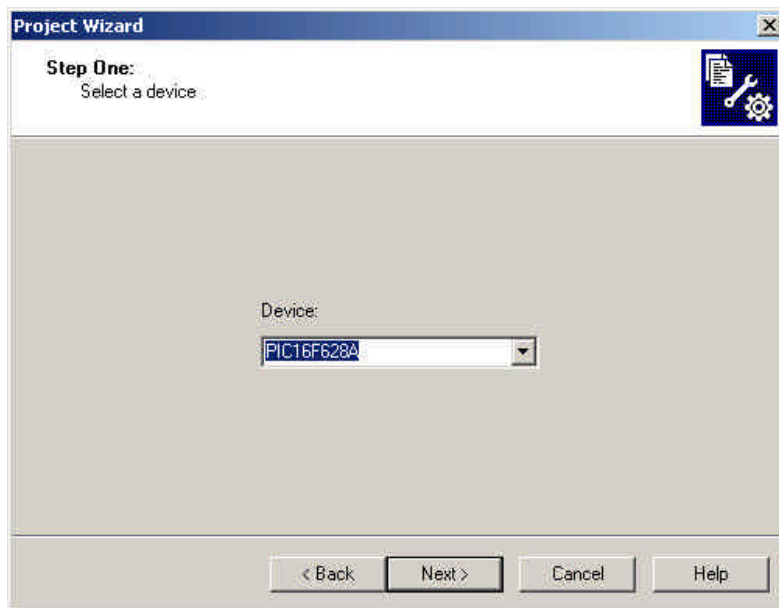 Project Wizard
Step One:
Select a device
Device:
PIC16F628A
< Back Next > Cancel Help